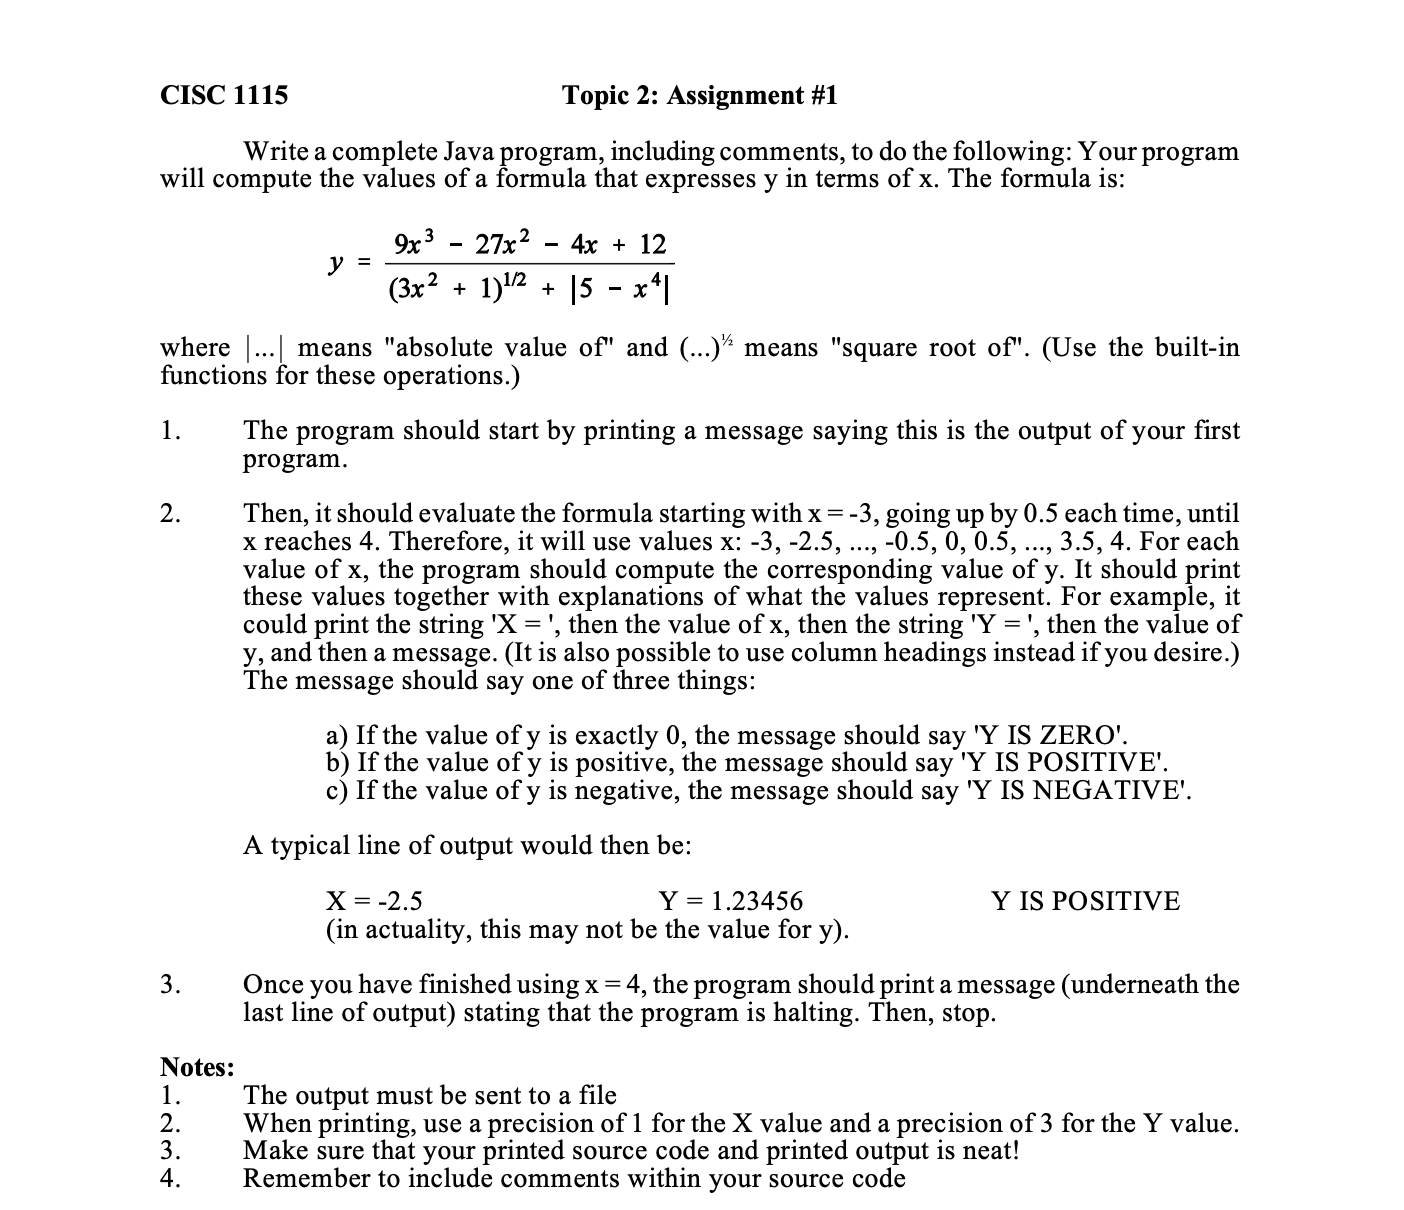 CISC 1115 Topic 2: Assignment #1
Write a complete Java program, including comments, to do the following: Your program
will compute the values of a formula that expresses y in terms of x. The formula is:
y = (9x³ − 27x² − 4x + 12) / ((3x² + 1)^1/2 + |5 − x⁴|)
where |...| means "absolute value of" and (...)^½ means "square root of". (Use the built-in
functions for these operations.)
1. The program should start by printing a message saying this is the output of your first
program.
2. Then, it should evaluate the formula starting with x = -3, going up by 0.5 each time, until
x reaches 4. Therefore, it will use values x: -3, -2.5, ..., -0.5, 0, 0.5, ..., 3.5, 4. For each
value of x, the program should compute the corresponding value of y. It should print
these values together with explanations of what the values represent. For example, it
could print the string 'X = ', then the value of x, then the string 'Y = ', then the value of
y, and then a message. (It is also possible to use column headings instead if you desire.)
The message should say one of three things:
a) If the value of y is exactly 0, the message should say 'Y IS ZERO'.
b) If the value of y is positive, the message should say 'Y IS POSITIVE'.
c) If the value of y is negative, the message should say 'Y IS NEGATIVE'.
A typical line of output would then be:
X = -2.5 Y = 1.23456 Y IS POSITIVE
(in actuality, this may not be the value for y).
3. Once you have finished using x = 4, the program should print a message (underneath the
last line of output) stating that the program is halting. Then, stop.
Notes:
1. The output must be sent to a file
2. When printing, use a precision of 1 for the X value and a precision of 3 for the Y value.
3. Make sure that your printed source code and printed output is neat!
4. Remember to include comments within your source code